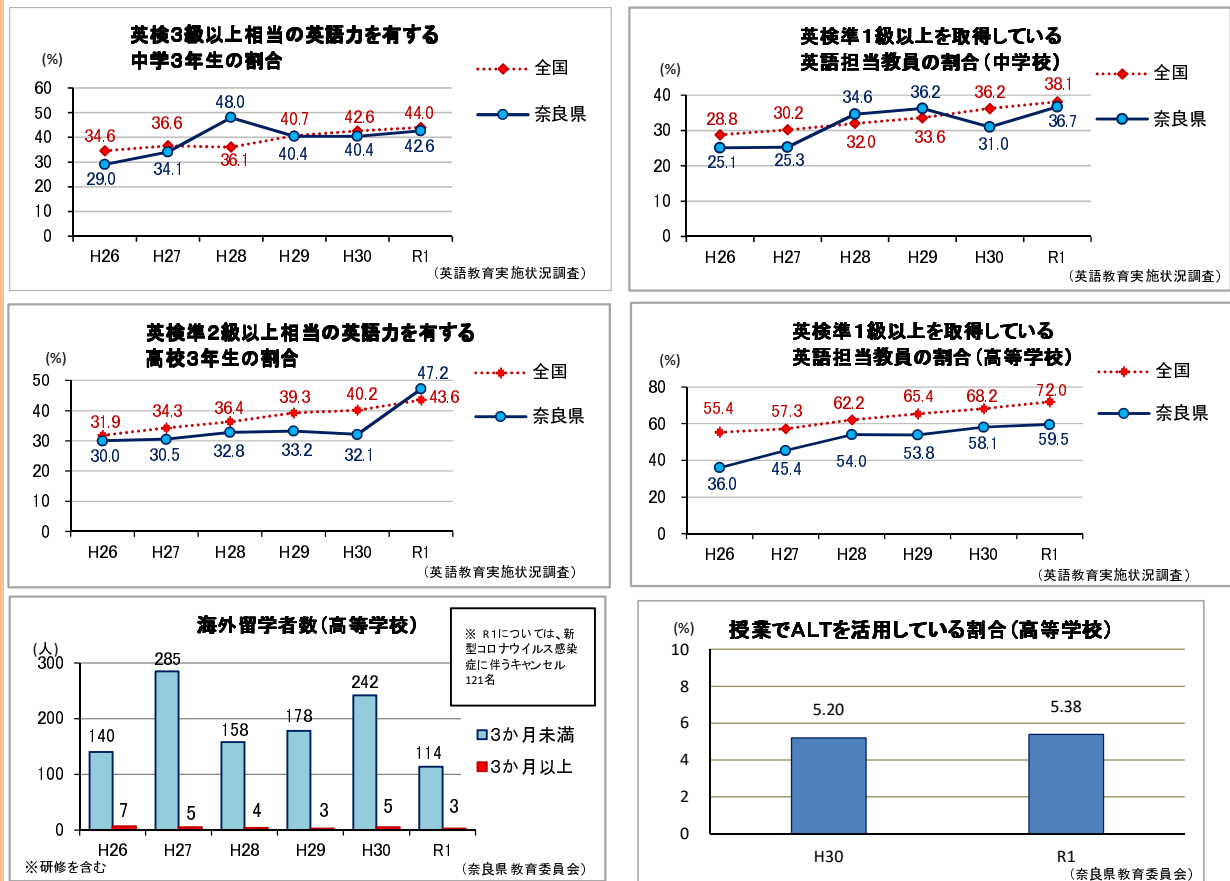 英検3級以上相当の英語力を有する
中学3年生の割合
(%)
全国
奈良県
60
50
40
30
20
10
0
34.6
36.6
36.1
40.7
42.6
44.0
29.0
34.1
48.0
40.4
40.4
42.6
H26 H27 H28 H29 H30 R1
(英語教育実施状況調査)
英検準1級以上を取得している
英語担当教員の割合(中学校)
(%)
全国
奈良県
40
30
20
10
0
28.8
30.2
32.0
33.6
36.2
38.1
25.1
25.3
34.6
36.2
31.0
36.7
H26 H27 H28 H29 H30 R1
(英語教育実施状況調査)
英検準2級以上相当の英語力を有する
高校3年生の割合
(%)
全国
奈良県
50
40
30
20
10
0
31.9
34.3
36.4
39.3
40.2
43.6
30.0
30.5
32.8
33.2
32.1
47.2
H26 H27 H28 H29 H30 R1
(英語教育実施状況調査)
英検準1級以上を取得している
英語担当教員の割合(高等学校)
(%)
全国
奈良県
80
60
40
20
0
55.4
57.3
62.2
65.4
68.2
72.0
36.0
45.4
54.0
53.8
58.1
59.5
H26 H27 H28 H29 H30 R1
(英語教育実施状況調査)
海外留学者数(高等学校)
(人)
※ R1については、新
型コロナウイルス感染
症に伴うキャンセル
121名
3か月未満
3か月以上
300
200
100
0
140
7
285
5
158
4
178
3
242
5
114
3
H26 H27 H28 H29 H30 R1
※研修を含む
(奈良県教育委員会)
授業でALTを活用している割合(高等学校)
(%)
10
8
6
4
2
0
5.20
5.38
H30 R1
(奈良県教育委員会)